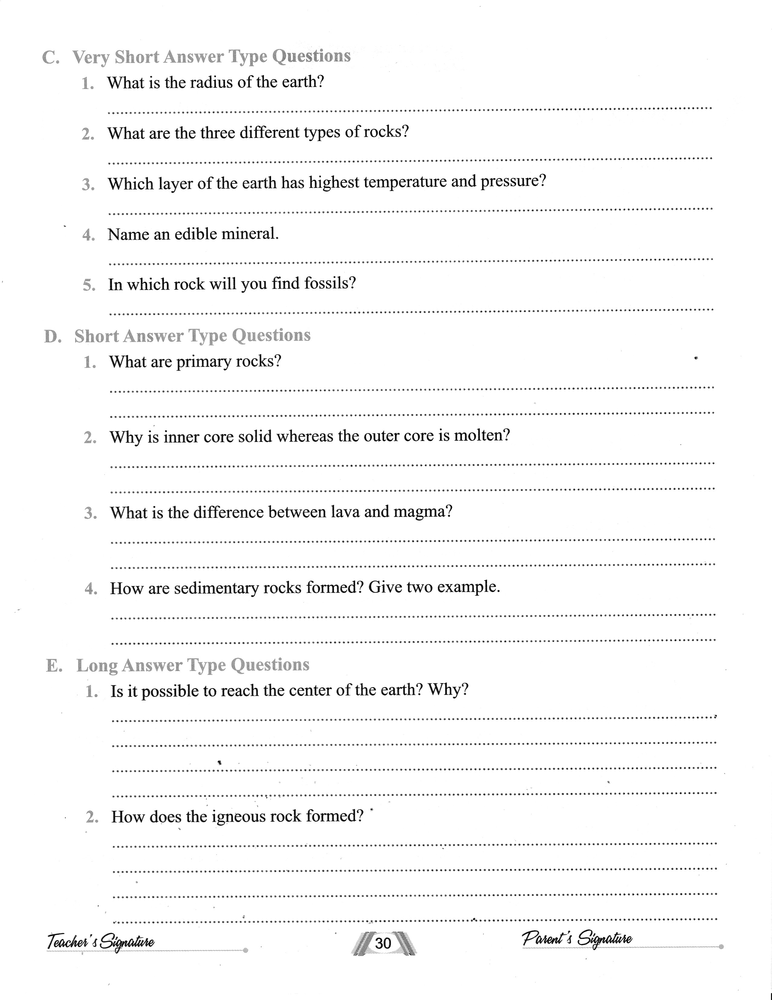 C. Very Short Answer Type Questions
1. What is the radius of the earth?
2. What are the three different types of rocks?
3. Which layer of the earth has highest temperature and pressure?
4. Name an edible mineral.
5. In which rock will you find fossils?
D. Short Answer Type Questions
1. What are primary rocks?
2. Why is inner core solid whereas the outer core is molten?
3. What is the difference between lava and magma?
4. How are sedimentary rocks formed? Give two example.
E. Long Answer Type Questions
1. Is it possible to reach the center of the earth? Why?
2. How does the igneous rock formed?
Teacher's Signature 30 Parent's Signature